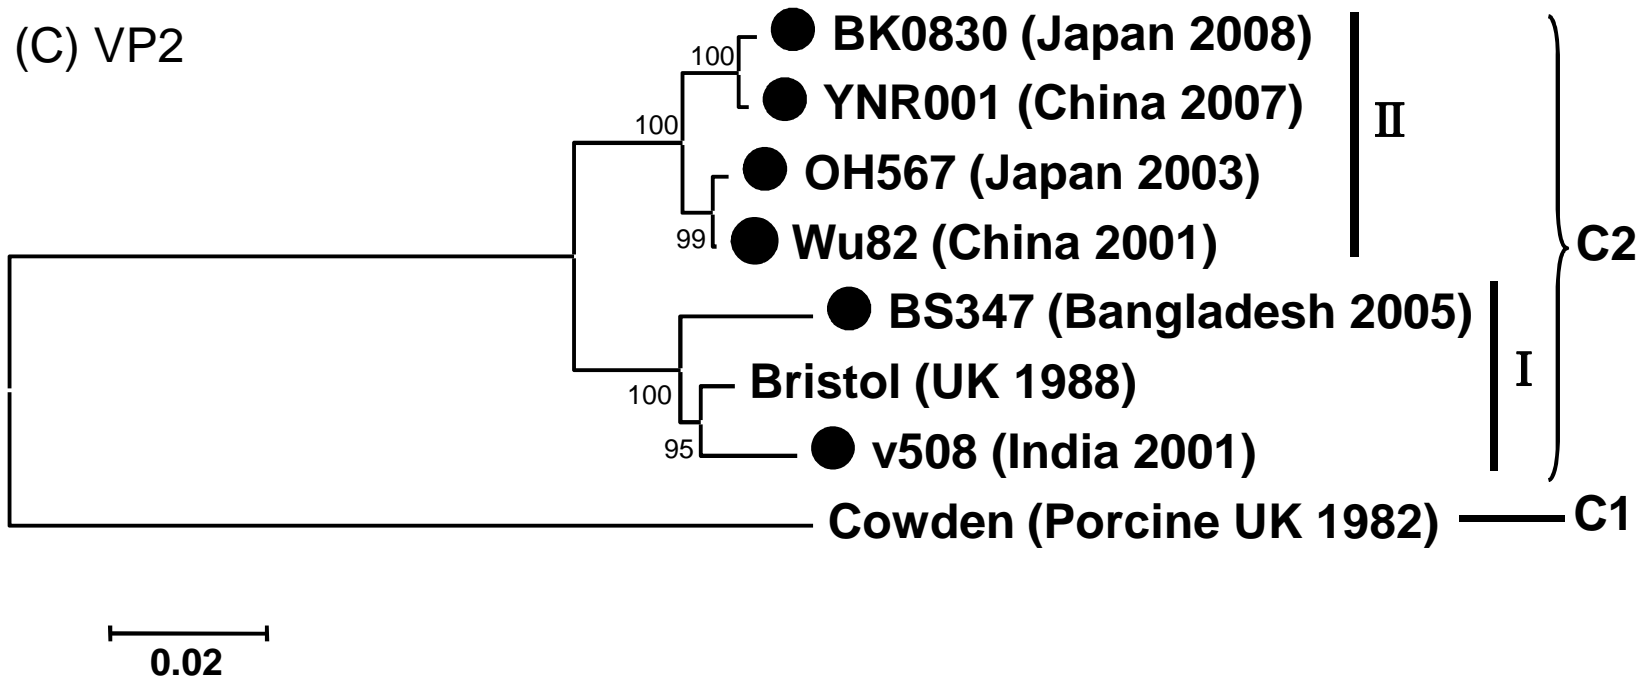 (C) VP2
BK0830 (Japan 2008)
100
YNR001 (China 2007)
II
100
OH567 (Japan 2003)
Wu82 (China 2001)
99
C2
BS347 (Bangladesh 2005)
Bristol (UK 1988)
I
100
v508 (India 2001)
95
Cowden (Porcine UK 1982)
C1
0.02